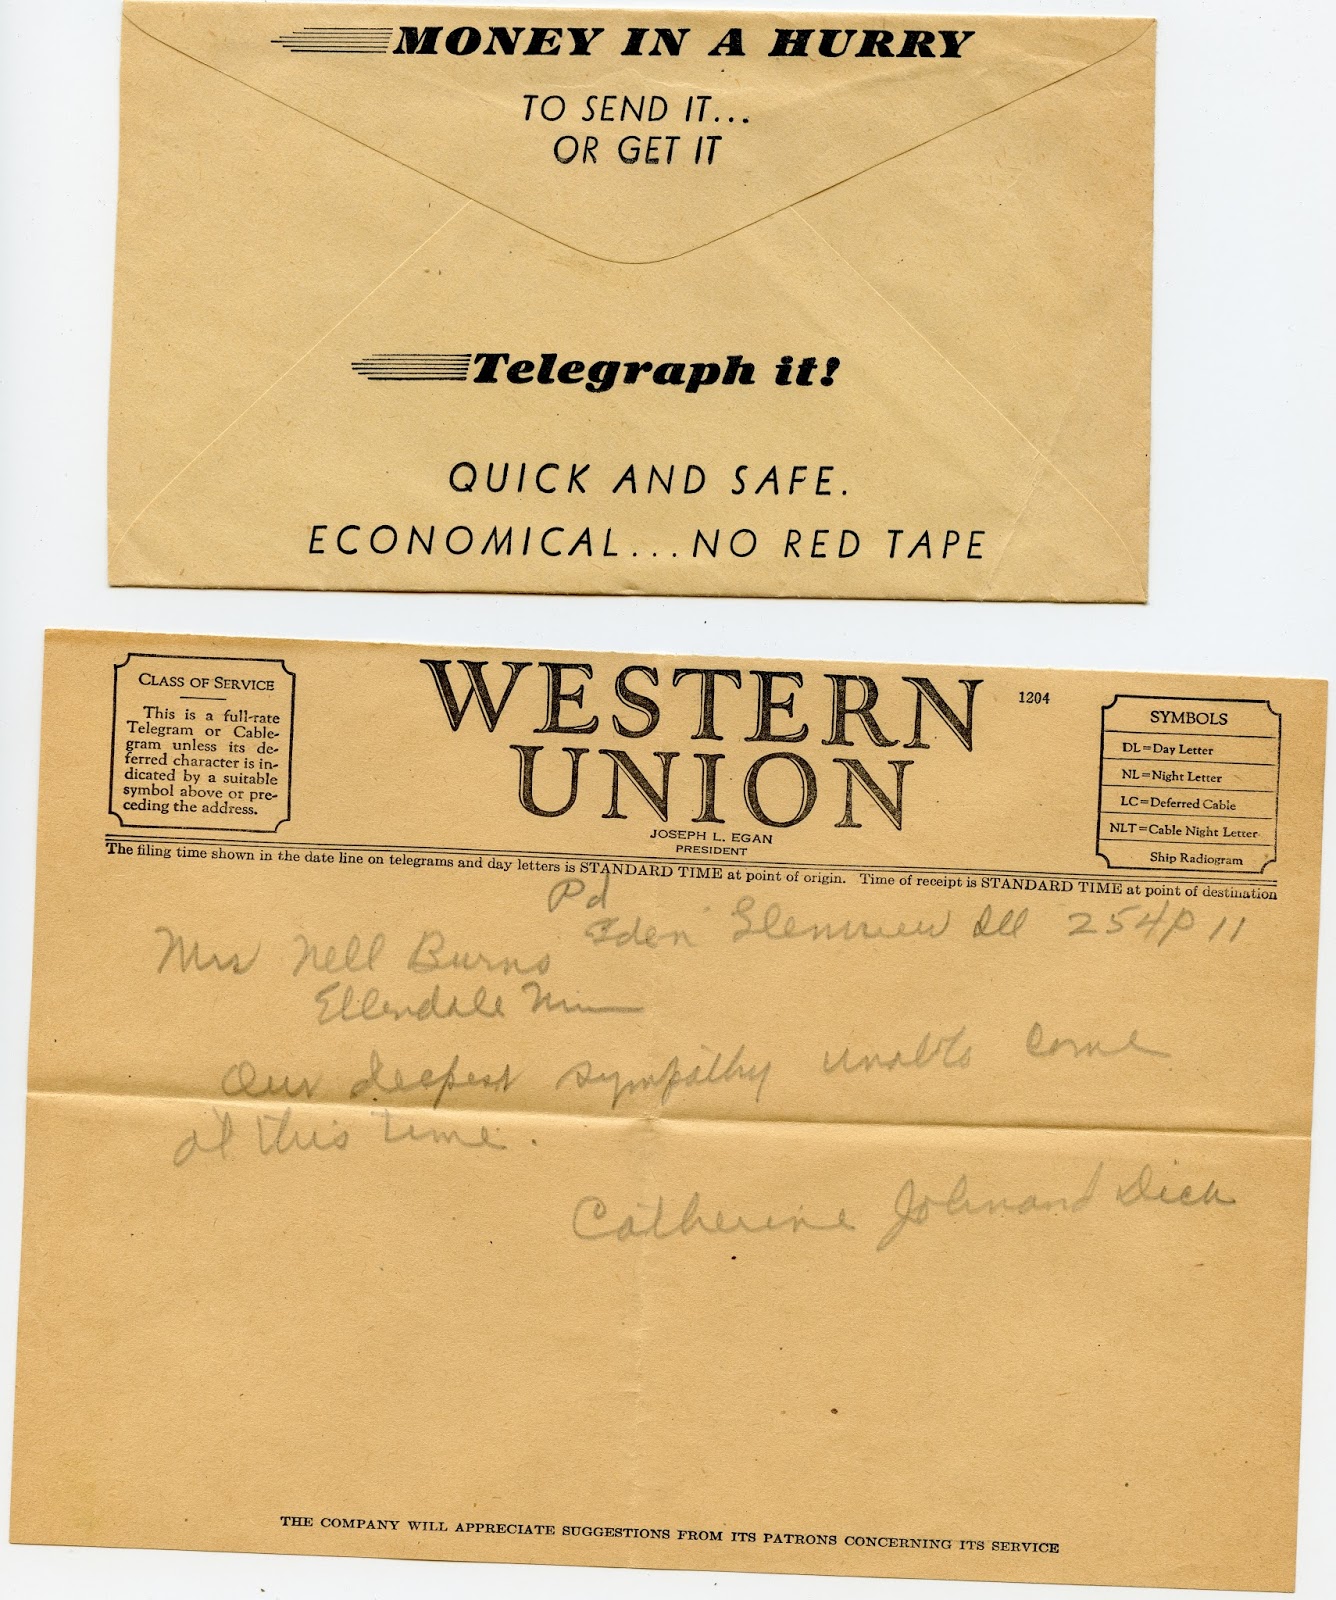 MONEY IN A HURRY
TO SEND IT...
OR GET IT
Telegraph it!
QUICK AND SAFE.
ECONOMICAL...NO RED TAPE
CLASS OF SERVICE
This is a full-rate
Telegram or Cable-
gram unless its de-
ferred character is in-
dicated by a suitable
symbol above or pre-
ceding the address.
WESTERN
UNION
1204
JOSEPH L. EGAN
PRESIDENT
SYMBOLS
DL=Day Letter
NL=Night Letter
LC=Deferred Cable
NLT=Cable Night Letter
Ship Radiogram
The filing time shown in the date line on telegrams and day letters is STANDARD TIME at point of origin. Time of receipt is STANDARD TIME at point of destination
Pd
Glenview Ill 254P 11
Mrs Nell Burns
Ellendale Minn
Our deepest sympathy unable come
at this time.
Catherine John and Dick
THE COMPANY WILL APPRECIATE SUGGESTIONS FROM ITS PATRONS CONCERNING ITS SERVICE